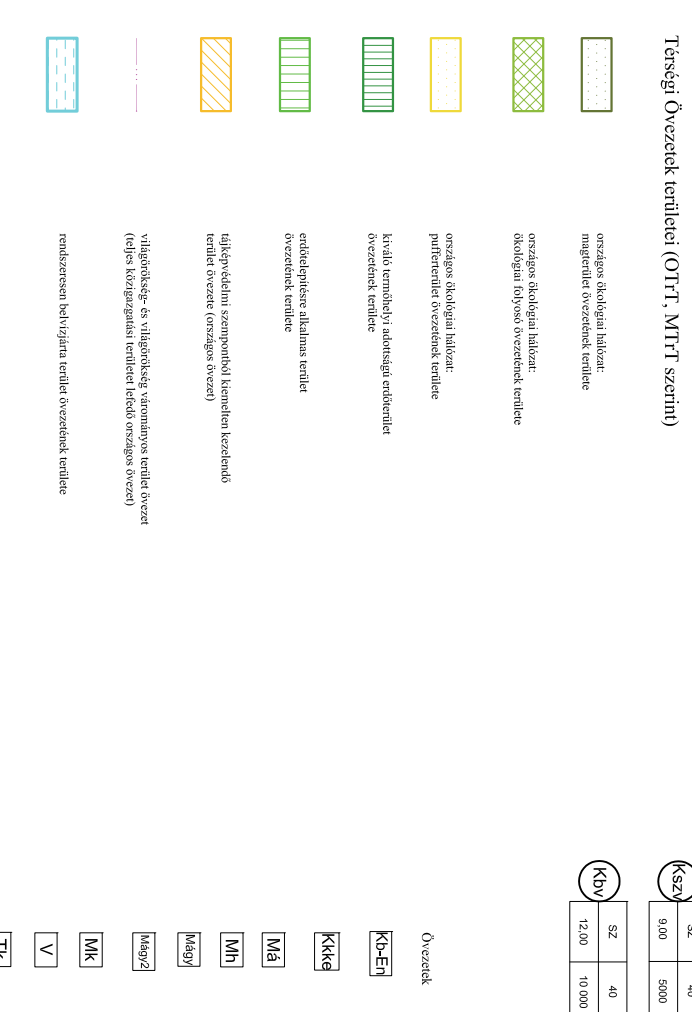 Térségi Övezetek területei (OTrT, MTrT szerint)
országos ökológiai hálózat:
magterület övezetének területe
országos ökológiai hálózat:
ökológiai folyosó övezetének területe
országos ökológiai hálózat:
pufferterület övezetének területe
kiváló termőhelyi adottságú erdőterület
övezetének területe
erdőtelepítésre alkalmas terület
övezetének területe
tájképvédelmi szempontból kiemelten kezelendő
terület övezete (országos övezet)
világörökség- és világörökség várományos terület övezet
(teljes közigazgatási területet lefedő országos övezet)
rendszeresen belvízjárta terület övezetének területe
Kszv
SZ 40
9,00 5000
Kbv
SZ 40
12,00 10 000
Övezetek
Kb-En
Kkke
Má
Mh
Mágy
Mágy2
Mk
V
Tk